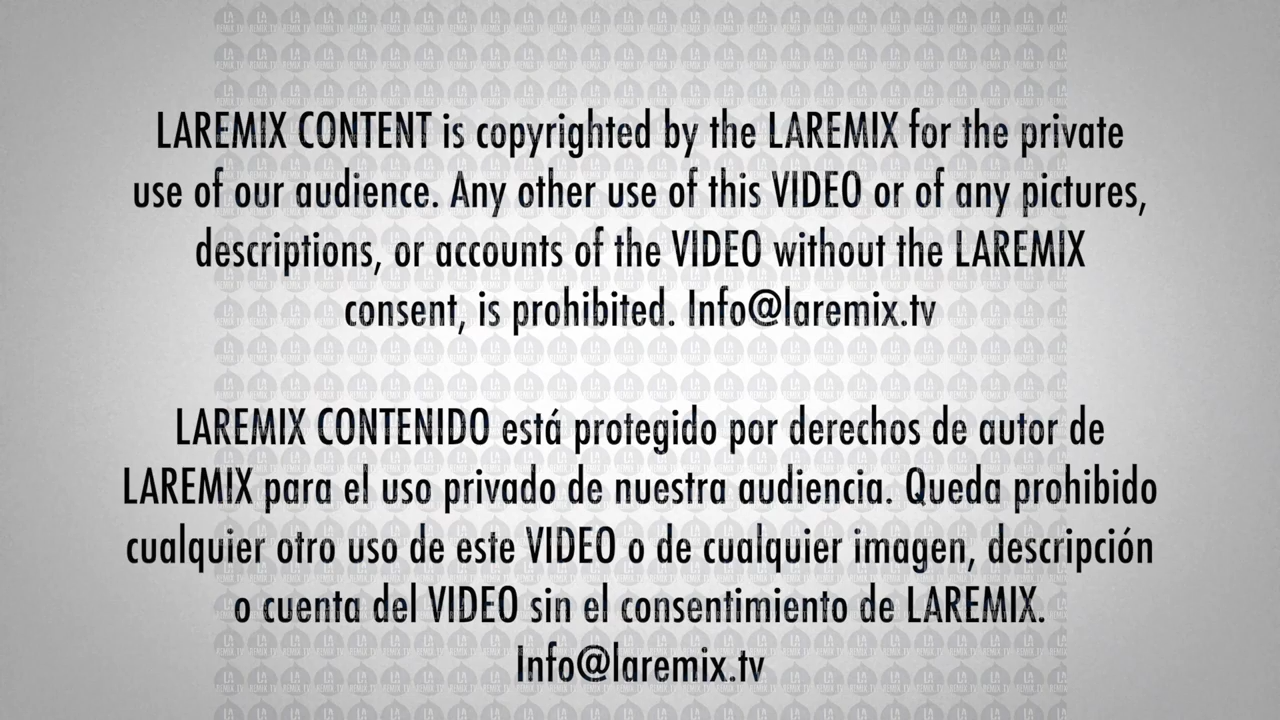 LAREMIX CONTENT is copyrighted by the LAREMIX for the private
use of our audience. Any other use of this VIDEO or of any pictures,
descriptions, or accounts of the VIDEO without the LAREMIX
consent, is prohibited. Info@laremix.tv
LAREMIX CONTENIDO está protegido por derechos de autor de
LAREMIX para el uso privado de nuestra audiencia. Queda prohibido
cualquier otro uso de este VIDEO o de cualquier imagen, descripción
o cuenta del VIDEO sin el consentimiento de LAREMIX.
Info@laremix.tv